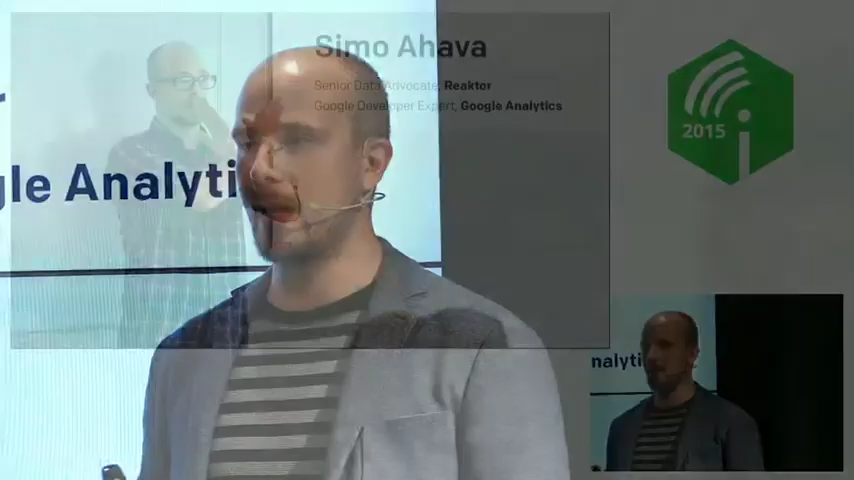 Simo Ahava
Senior Data Advocate, Reaktor
Google Developer Expert, Google Analytics
2015
gle Analyti
nalyti